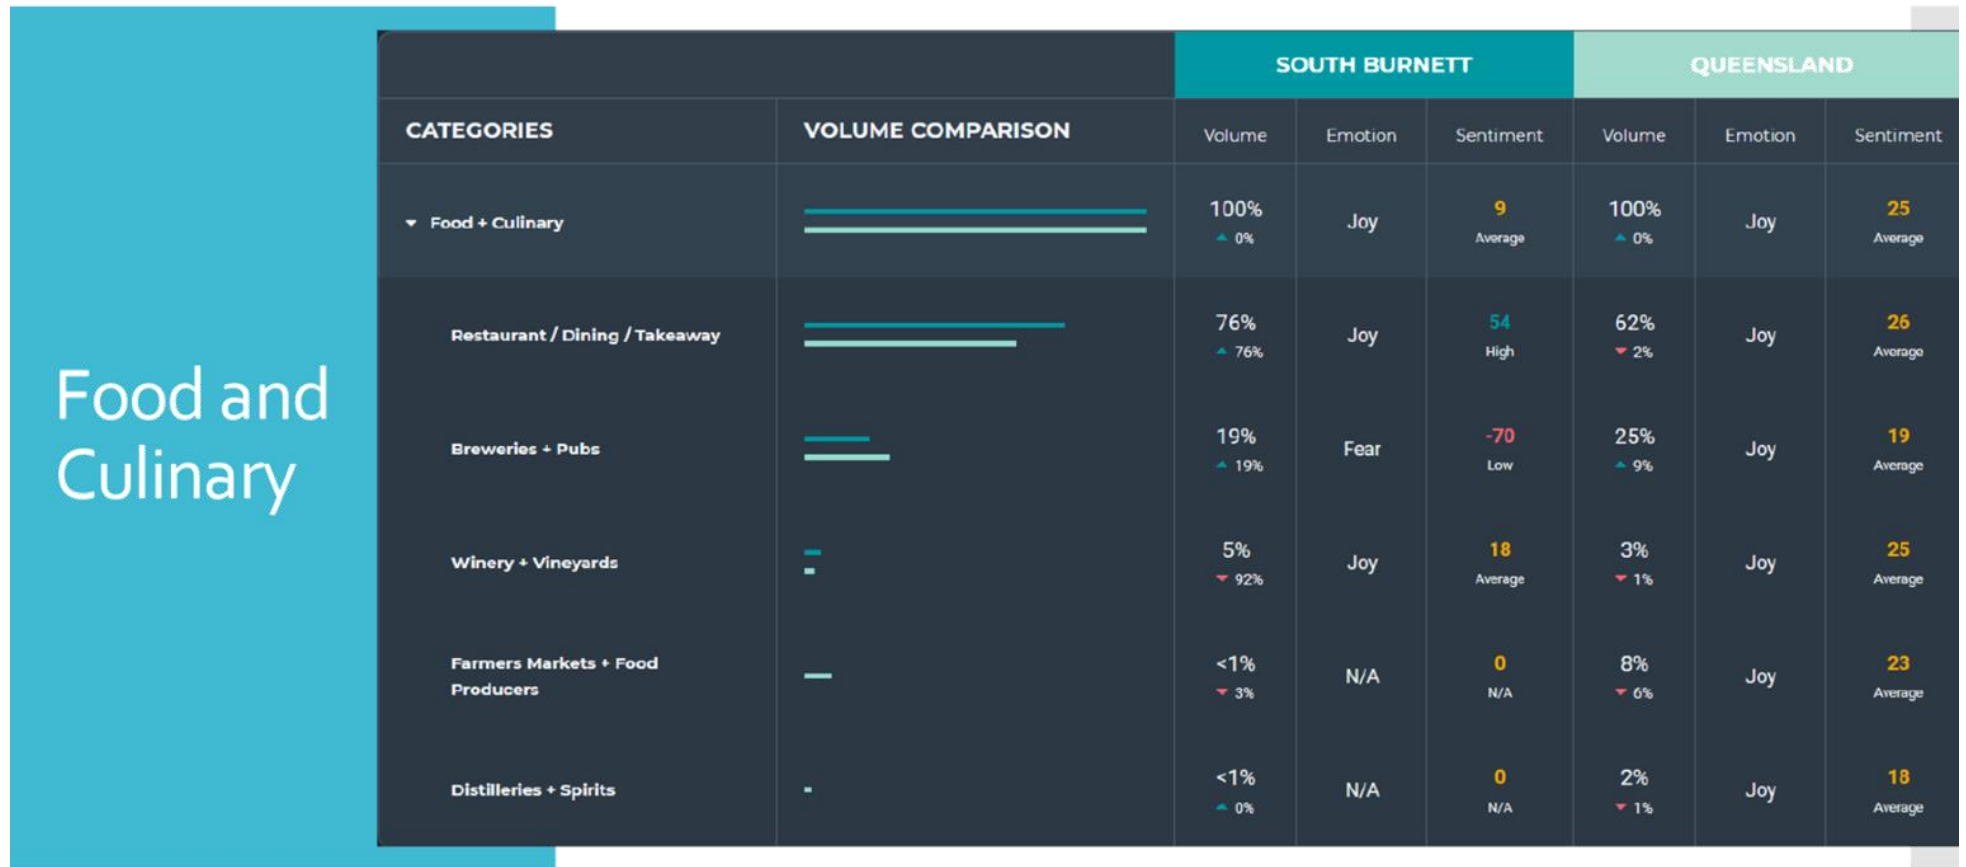 Food and
Culinary
SOUTH BURNETT QUEENSLAND
CATEGORIES VOLUME COMPARISON Volume Emotion Sentiment Volume Emotion Sentiment
Food + Culinary 100% ▲ 0% Joy 9 Average 100% ▲ 0% Joy 25 Average
Restaurant / Dining / Takeaway 76% ▲ 76% Joy 54 High 62% ▼ 2% Joy 26 Average
Breweries + Pubs 19% ▲ 19% Fear -70 Low 25% ▲ 9% Joy 19 Average
Winery + Vineyards 5% ▼ 92% Joy 18 Average 3% ▼ 1% Joy 25 Average
Farmers Markets + Food
Producers <1% ▼ 3% N/A 0 N/A 8% ▼ 6% Joy 23 Average
Distilleries + Spirits <1% ▲ 0% N/A 0 N/A 2% ▼ 1% Joy 18 Average